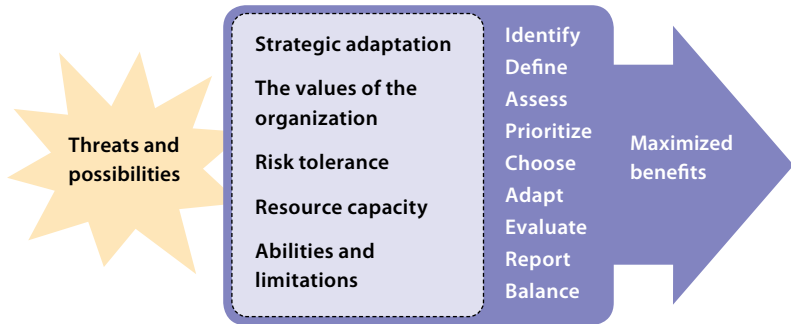 Threats and
possibilities
Strategic adaptation
The values of the
organization
Risk tolerance
Resource capacity
Abilities and
limitations
Identify
Define
Assess
Prioritize
Choose
Adapt
Evaluate
Report
Balance
Maximized
benefits